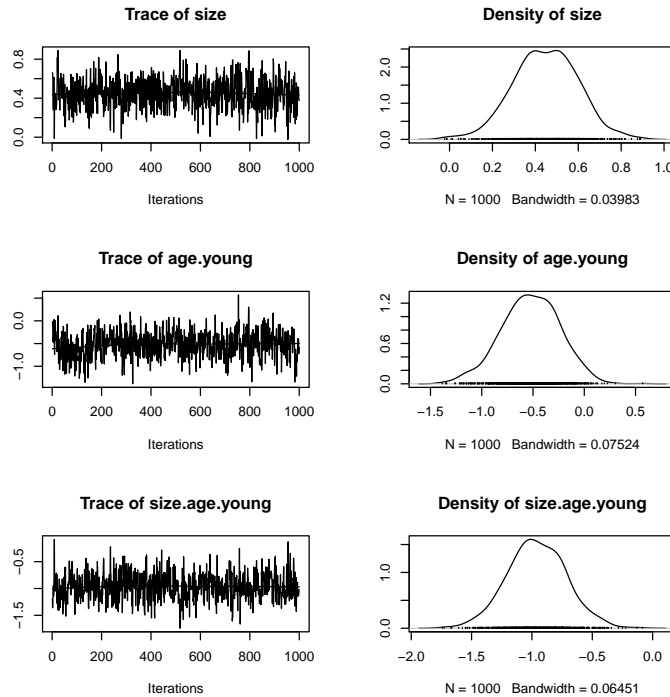 Trace of size
0.0 0.4 0.8
0 200 400 600 800 1000
Iterations
Density of size
0.0 1.0 2.0
0.0 0.2 0.4 0.6 0.8 1.0
N = 1000 Bandwidth = 0.03983
Trace of age.young
−1.0 0.0
0 200 400 600 800 1000
Iterations
Density of age.young
0.0 0.6 1.2
−1.5 −1.0 −0.5 0.0 0.5
N = 1000 Bandwidth = 0.07524
Trace of size.age.young
−1.5 −0.5
0 200 400 600 800 1000
Iterations
Density of size.age.young
0.0 1.0
−2.0 −1.5 −1.0 −0.5 0.0
N = 1000 Bandwidth = 0.06451